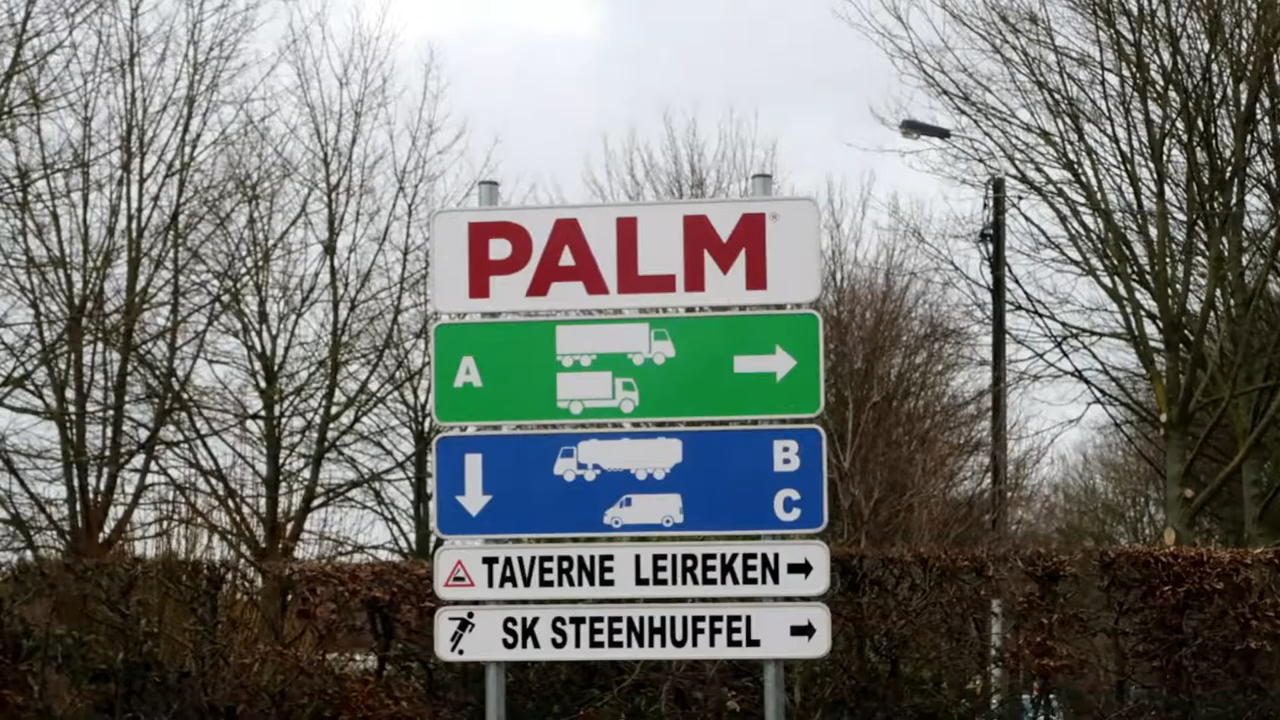 PALM®
A
B
C
TAVERNE LEIREKEN
SK STEENHUFFEL